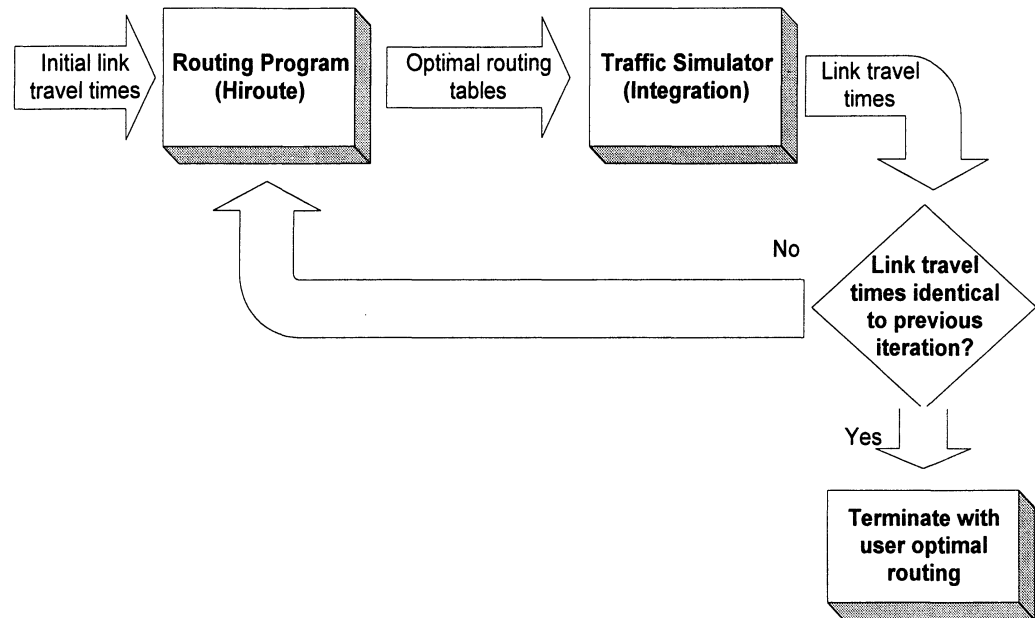 Initial link
travel times
Routing Program
(Hiroute)
Optimal routing
tables
Traffic Simulator
(Integration)
Link travel
times
No
Link travel
times identical
to previous
iteration?
Yes
Terminate with
user optimal
routing